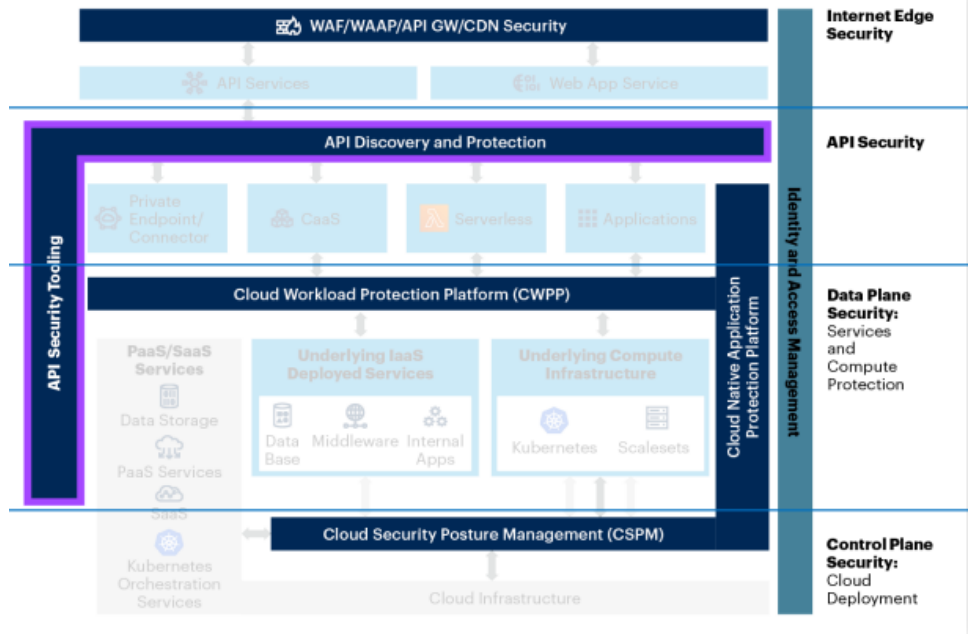 WAF/WAAP/API GW/CDN Security
Internet Edge
Security
API Services
Web App Service
API Discovery and Protection
API Security
Private
Endpoint/
Connector
CaaS
Serverless
Applications
API Security Tooling
Identity and Access Management
Cloud Workload Protection Platform (CWPP)
Cloud Native Application
Protection Platform
Data Plane
Security:
Services
and
Compute
Protection
PaaS/SaaS
Services
Data Storage
PaaS Services
SaaS
Kubernetes
Orchestration
Services
Underlying IaaS
Deployed Services
Data
Base
Middleware
Internal
Apps
Underlying Compute
Infrastructure
Kubernetes
Scalesets
Cloud Security Posture Management (CSPM)
Cloud Infrastructure
Control Plane
Security:
Cloud
Deployment